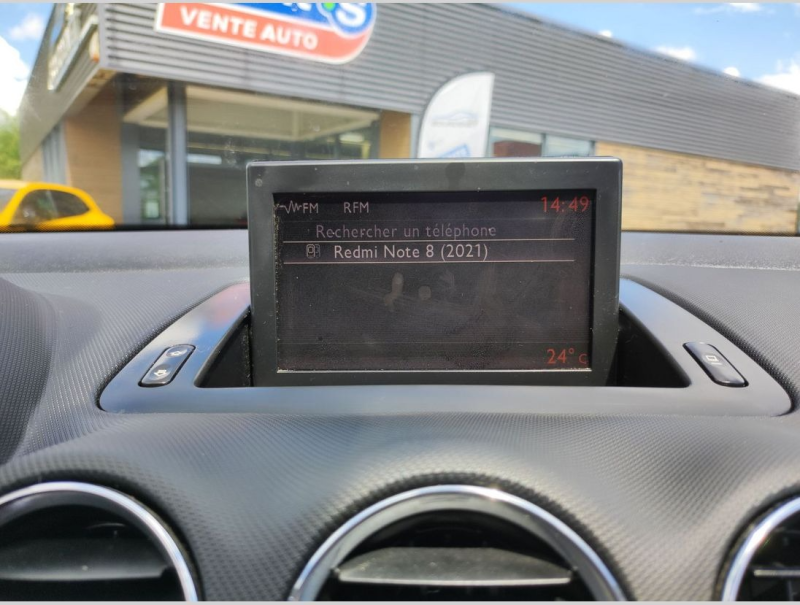 VENTE AUTO
FM RFM 14:49
Rechercher un téléphone
Redmi Note 8 (2021)
24° C